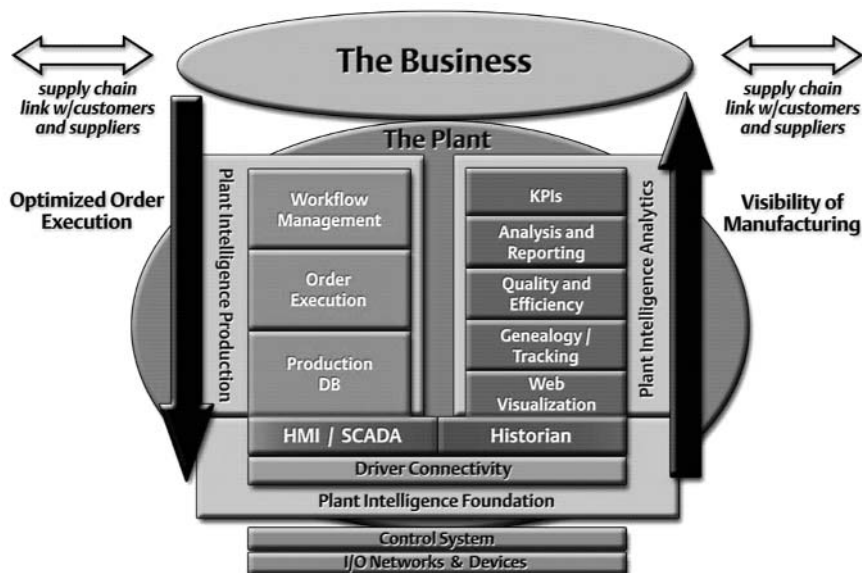 The Business
supply chain
link w/customers
and suppliers
supply chain
link w/customers
and suppliers
The Plant
Optimized Order
Execution
Visibility of
Manufacturing
Plant Intelligence Production
Workflow
Management
Order
Execution
Production
DB
KPIs
Analysis and
Reporting
Quality and
Efficiency
Genealogy /
Tracking
Web
Visualization
Plant Intelligence Analytics
HMI / SCADA
Historian
Driver Connectivity
Plant Intelligence Foundation
Control System
I/O Networks & Devices